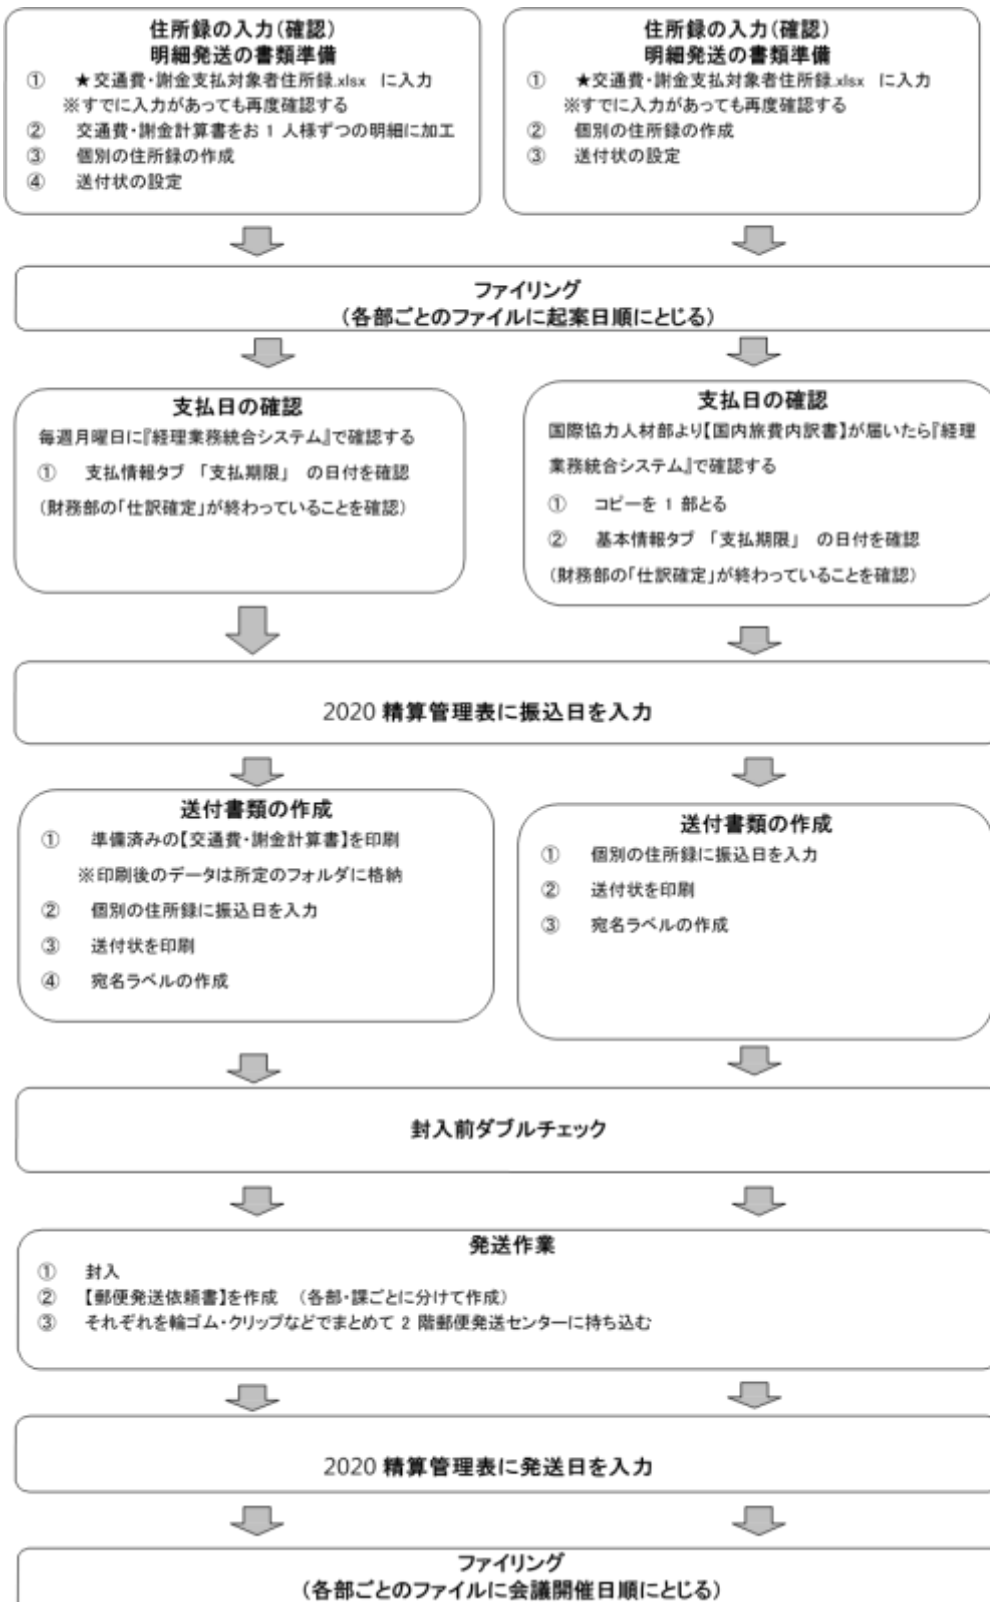 住所録の入力(確認)
明細発送の書類準備
① ★交通費・謝金支払対象者住所録.xlsx に入力
※すでに入力があっても再度確認する
② 交通費・謝金計算書をお 1 人様ずつの明細に加工
③ 個別の住所録の作成
④ 送付状の設定
住所録の入力(確認)
明細発送の書類準備
① ★交通費・謝金支払対象者住所録.xlsx に入力
※すでに入力があっても再度確認する
② 個別の住所録の作成
③ 送付状の設定
ファイリング
(各部ごとのファイルに起案日順にとじる)
支払日の確認
毎週月曜日に『経理業務統合システム』で確認する
① 支払情報タブ 「支払期限」 の日付を確認
(財務部の「仕訳確定」が終わっていることを確認)
支払日の確認
国際協力人材部より【国内旅費内訳書】が届いたら『経理
業務統合システム』で確認する
① コピーを 1 部とる
② 基本情報タブ 「支払期限」 の日付を確認
(財務部の「仕訳確定」が終わっていることを確認)
2020 精算管理表に振込日を入力
送付書類の作成
① 準備済みの【交通費・謝金計算書】を印刷
※印刷後のデータは所定のフォルダに格納
② 個別の住所録に振込日を入力
③ 送付状を印刷
④ 宛名ラベルの作成
送付書類の作成
① 個別の住所録に振込日を入力
② 送付状を印刷
③ 宛名ラベルの作成
封入前ダブルチェック
発送作業
① 封入
② 【郵便発送依頼書】を作成 (各部・課ごとに分けて作成)
③ それぞれを輪ゴム・クリップなどでまとめて 2 階郵便発送センターに持ち込む
2020 精算管理表に発送日を入力
ファイリング
(各部ごとのファイルに会議開催日順にとじる)